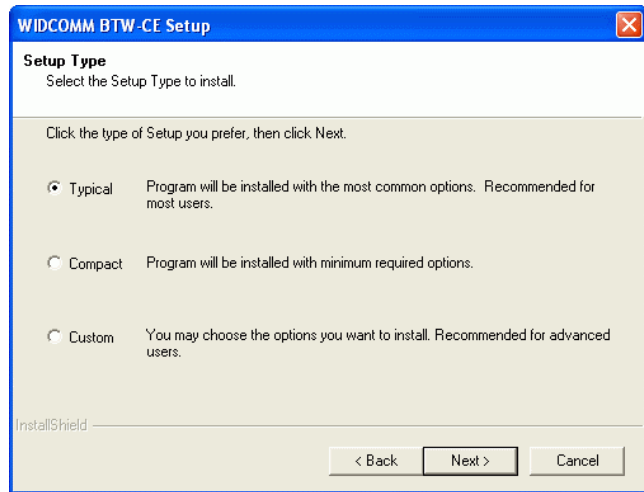 WIDCOMM BTW-CE Setup
Setup Type
Select the Setup Type to install.
Click the type of Setup you prefer, then click Next.
Typical Program will be installed with the most common options. Recommended for
most users.
Compact Program will be installed with minimum required options.
Custom You may choose the options you want to install. Recommended for advanced
users.
InstallShield
< Back Next > Cancel